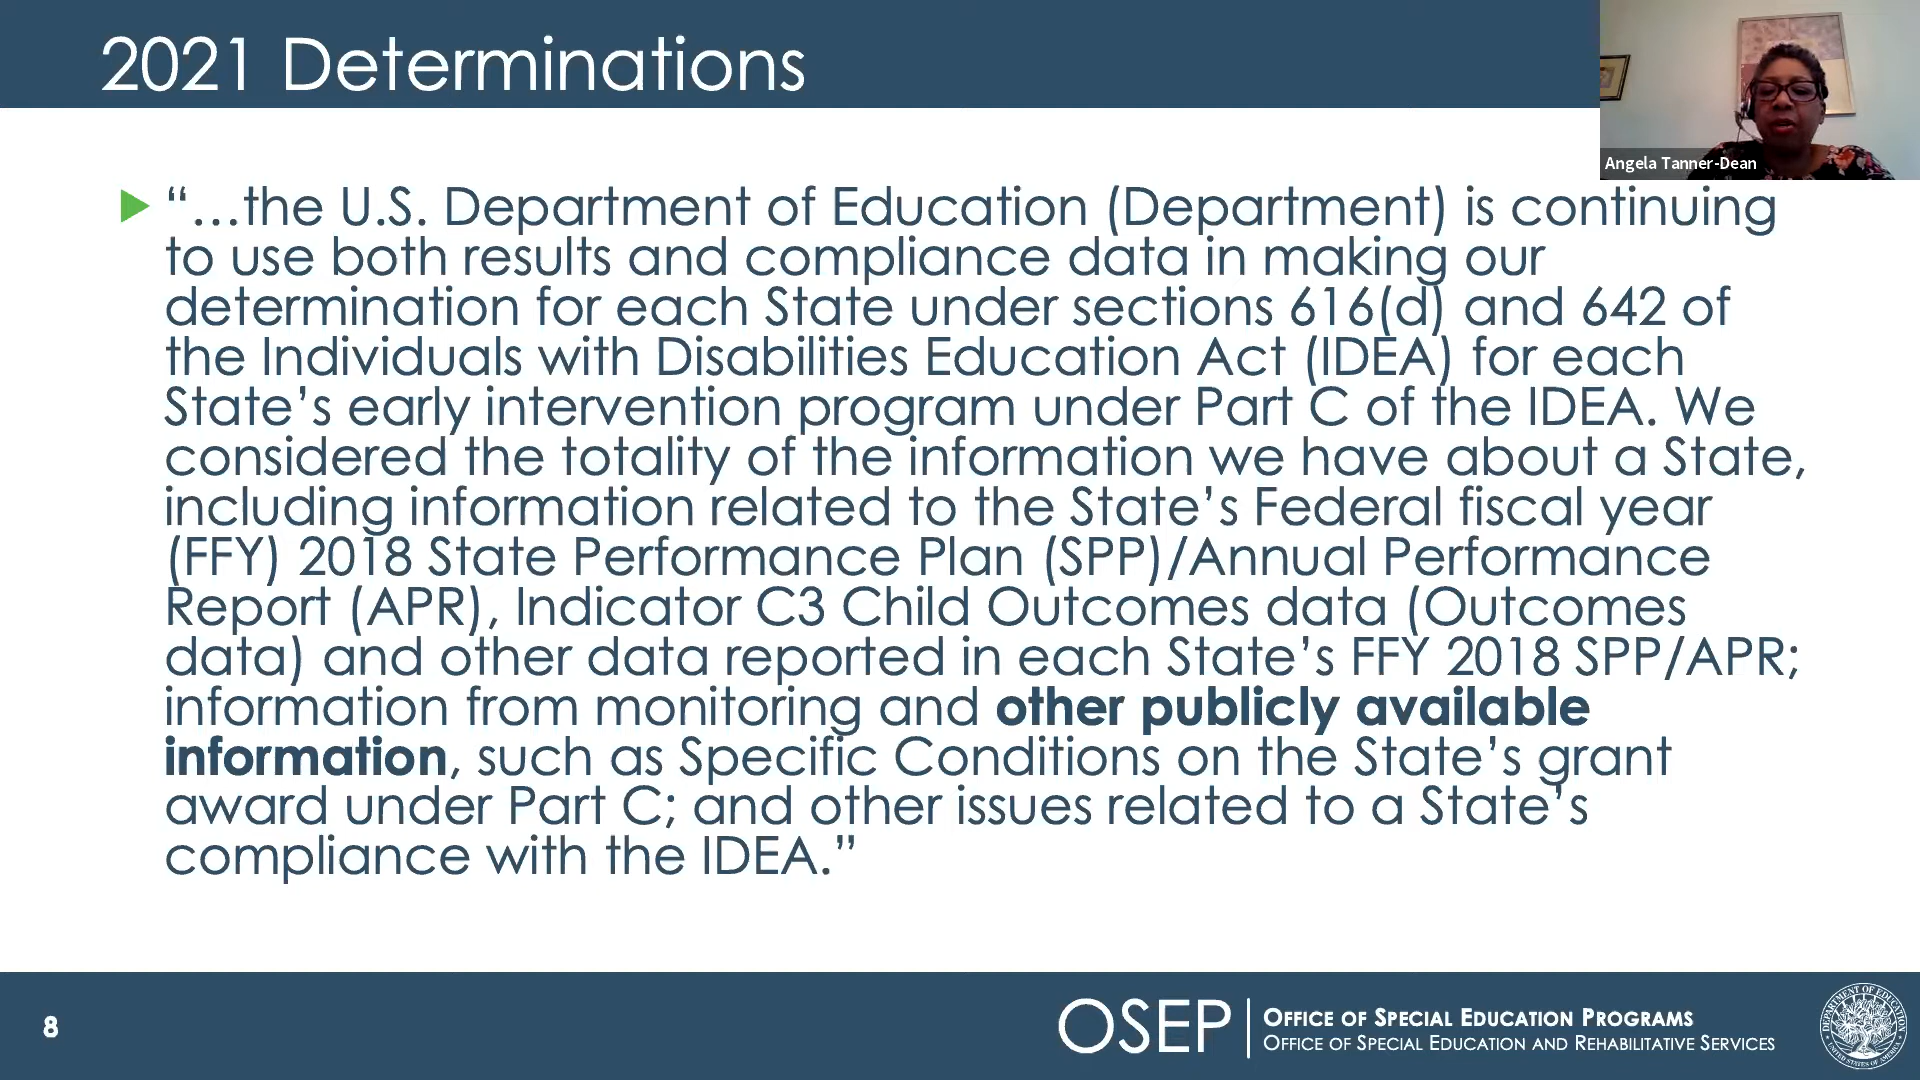 2021 Determinations
Angela Tanner-Dean
“…the U.S. Department of Education (Department) is continuing
to use both results and compliance data in making our
determination for each State under sections 616(d) and 642 of
the Individuals with Disabilities Education Act (IDEA) for each
State’s early intervention program under Part C of the IDEA. We
considered the totality of the information we have about a State,
including information related to the State’s Federal fiscal year
(FFY) 2018 State Performance Plan (SPP)/Annual Performance
Report (APR), Indicator C3 Child Outcomes data (Outcomes
data) and other data reported in each State’s FFY 2018 SPP/APR;
information from monitoring and other publicly available
information, such as Specific Conditions on the State’s grant
award under Part C; and other issues related to a State’s
compliance with the IDEA.”
8
OSEP
OFFICE OF SPECIAL EDUCATION PROGRAMS
OFFICE OF SPECIAL EDUCATION AND REHABILITATIVE SERVICES
DEPARTMENT OF EDUCATION
UNITED STATES OF AMERICA